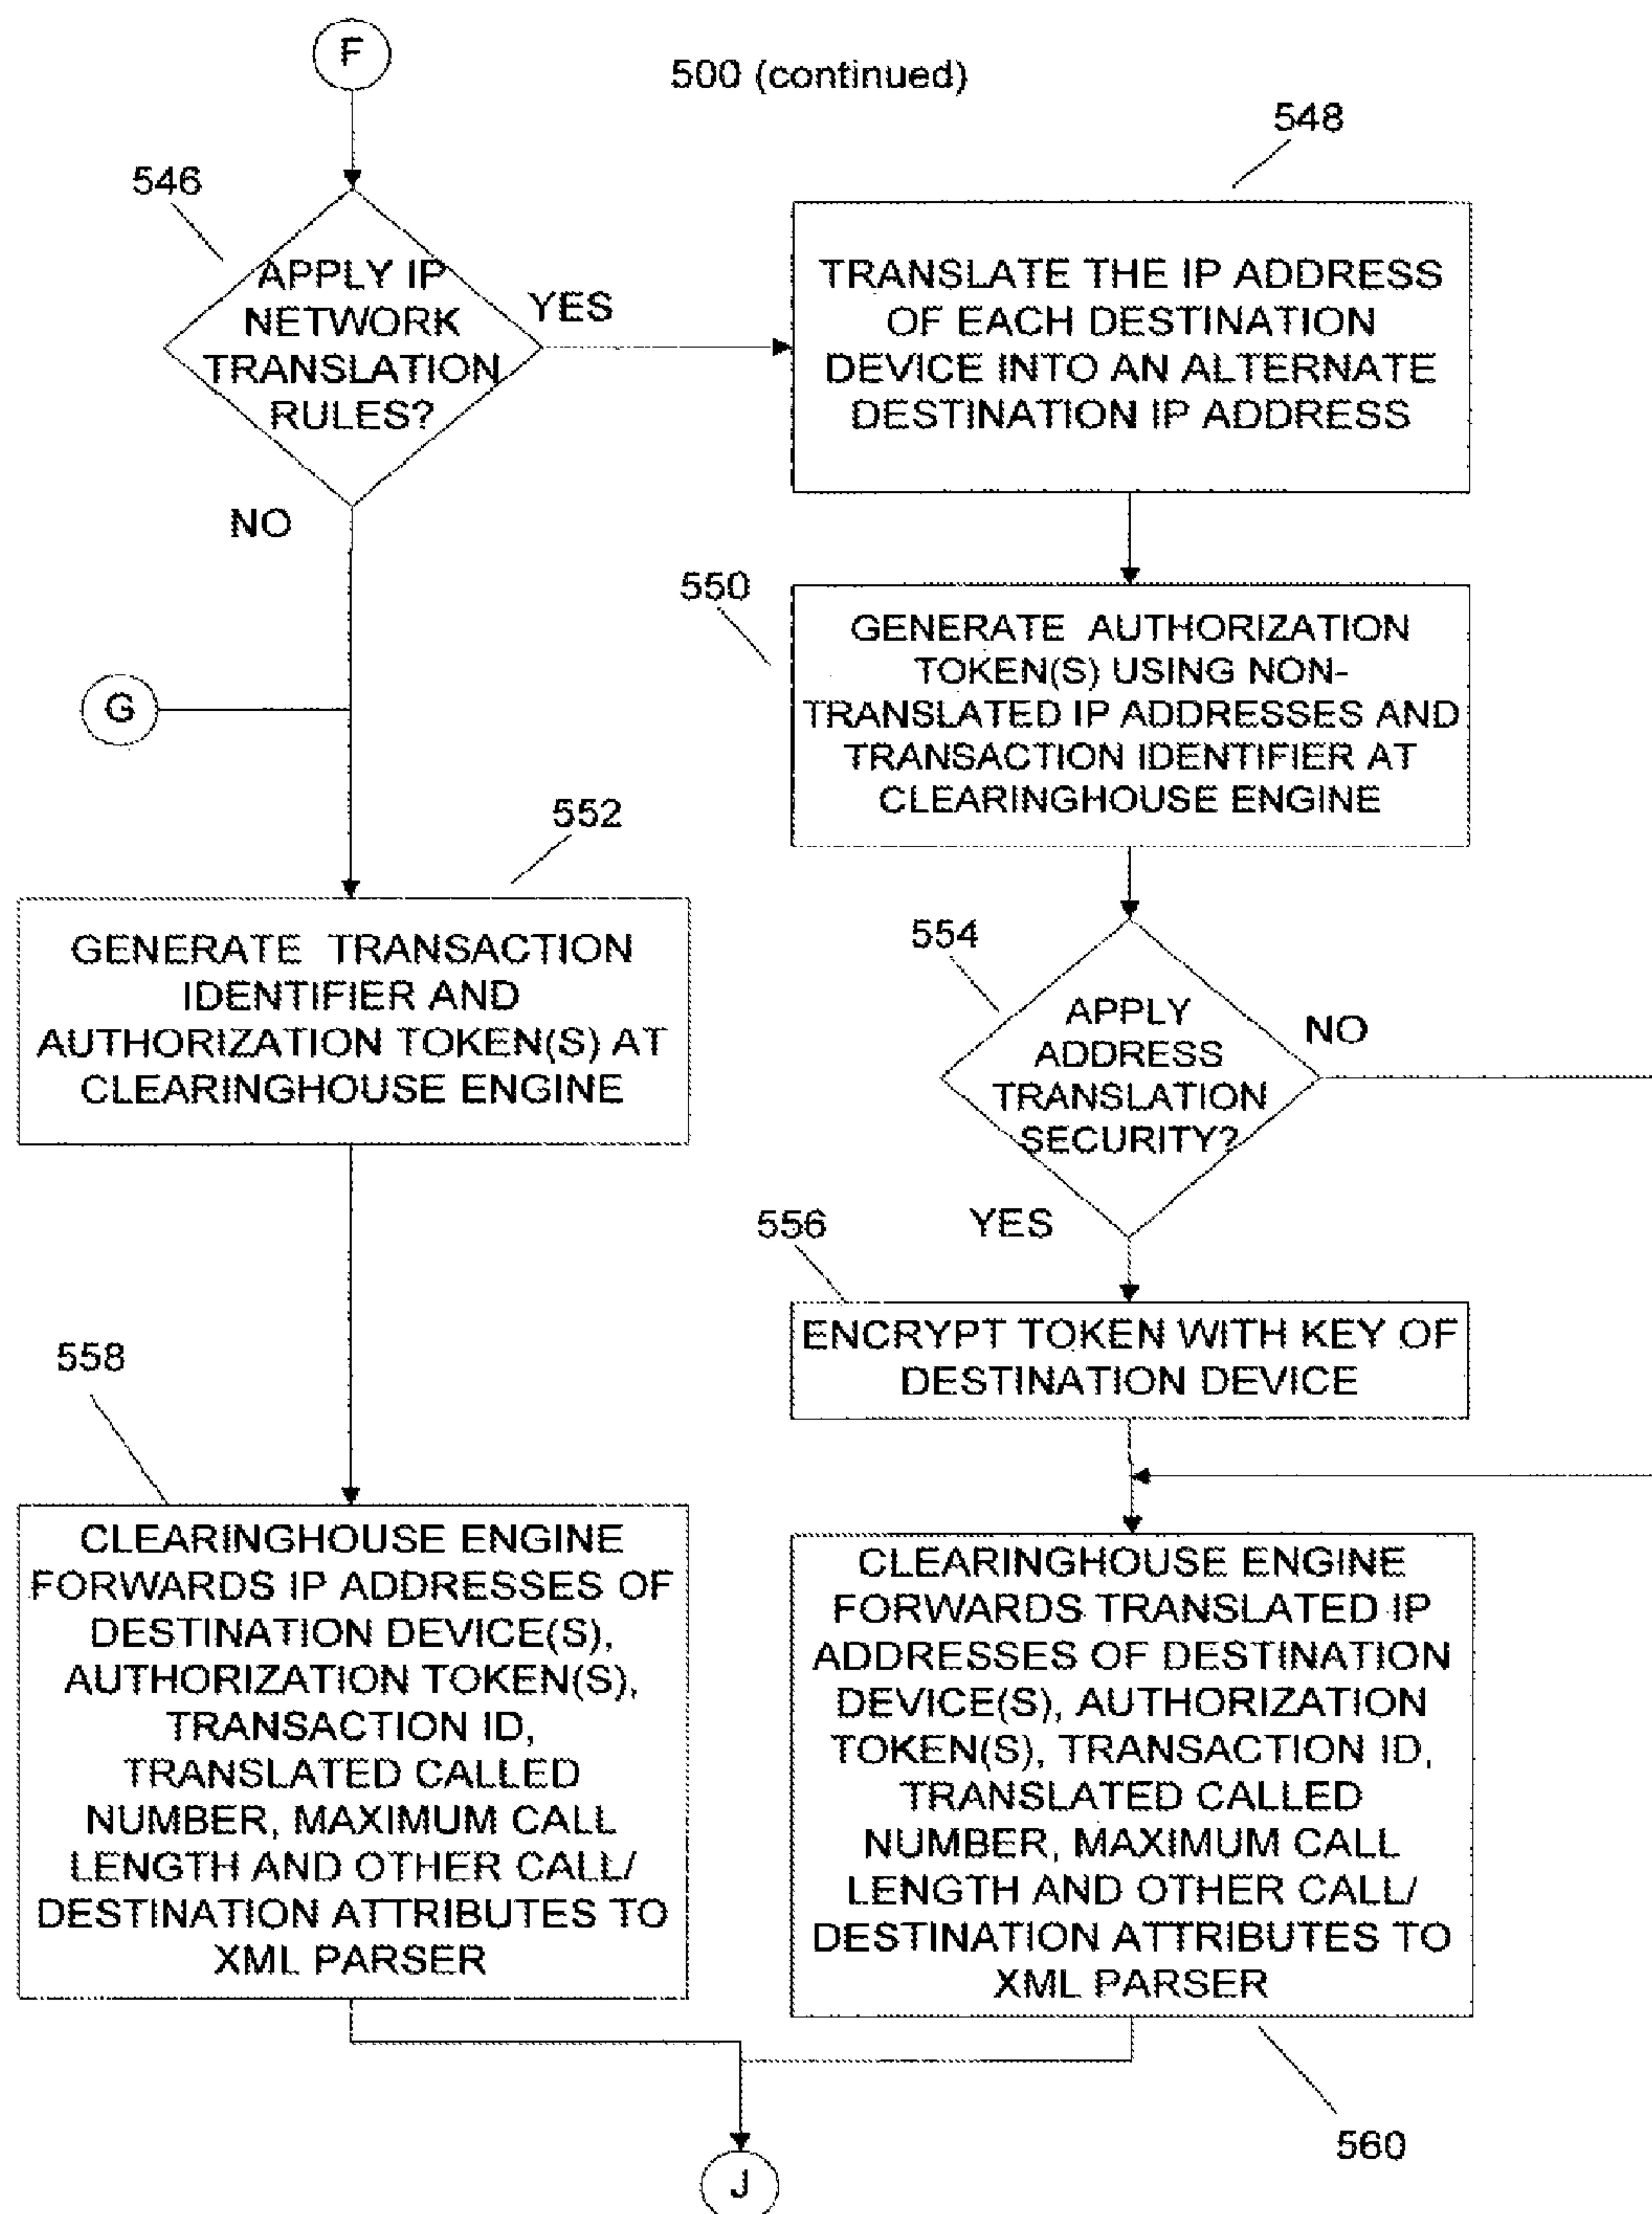 F
500 (continued)
548
546
APPLY IP
NETWORK
TRANSLATION
RULES?
YES
NO
TRANSLATE THE IP ADDRESS
OF EACH DESTINATION
DEVICE INTO AN ALTERNATE
DESTINATION IP ADDRESS
550
GENERATE AUTHORIZATION
TOKEN(S) USING NON-
TRANSLATED IP ADDRESSES AND
TRANSACTION IDENTIFIER AT
CLEARINGHOUSE ENGINE
G
552
GENERATE TRANSACTION
IDENTIFIER AND
AUTHORIZATION TOKEN(S) AT
CLEARINGHOUSE ENGINE
554
APPLY
ADDRESS
TRANSLATION
SECURITY?
NO
YES
556
ENCRYPT TOKEN WITH KEY OF
DESTINATION DEVICE
558
CLEARINGHOUSE ENGINE
FORWARDS IP ADDRESSES OF
DESTINATION DEVICE(S),
AUTHORIZATION TOKEN(S),
TRANSACTION ID,
TRANSLATED CALLED
NUMBER, MAXIMUM CALL
LENGTH AND OTHER CALL/
DESTINATION ATTRIBUTES TO
XML PARSER
CLEARINGHOUSE ENGINE
FORWARDS TRANSLATED IP
ADDRESSES OF DESTINATION
DEVICE(S), AUTHORIZATION
TOKEN(S), TRANSACTION ID,
TRANSLATED CALLED
NUMBER, MAXIMUM CALL
LENGTH AND OTHER CALL/
DESTINATION ATTRIBUTES TO
XML PARSER
560
J